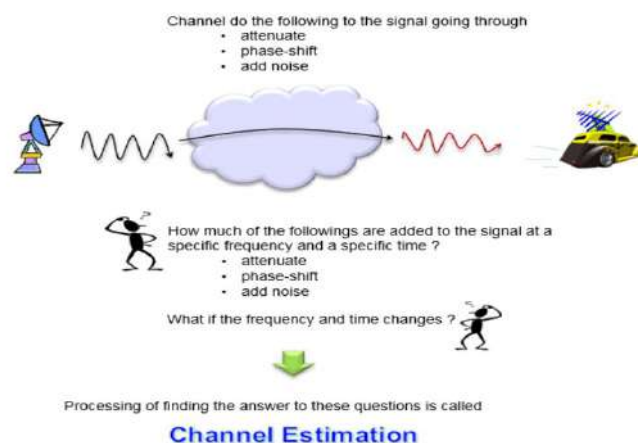 Channel do the following to the signal going through
• attenuate
• phase-shift
• add noise
How much of the followings are added to the signal at a
specific frequency and a specific time ?
• attenuate
• phase-shift
• add noise
What if the frequency and time changes ?
Processing of finding the answer to these questions is called
Channel Estimation